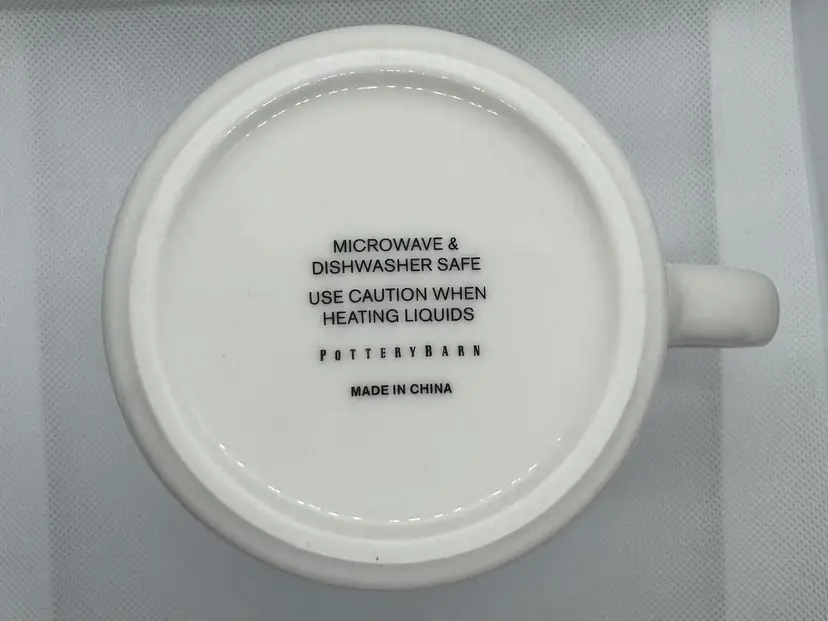 MICROWAVE &
DISHWASHER SAFE
USE CAUTION WHEN
HEATING LIQUIDS
POTTERYBARN
MADE IN CHINA